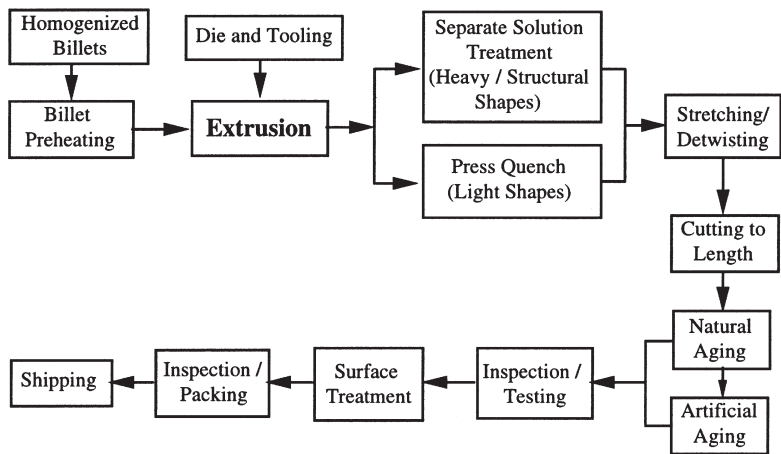 Homogenized
Billets
Die and Tooling
Separate Solution
Treatment
(Heavy / Structural
Shapes)
Billet
Preheating
Extrusion
Stretching/
Detwisting
Press Quench
(Light Shapes)
Cutting to
Length
Natural
Aging
Artificial
Aging
Inspection /
Testing
Surface
Treatment
Inspection /
Packing
Shipping